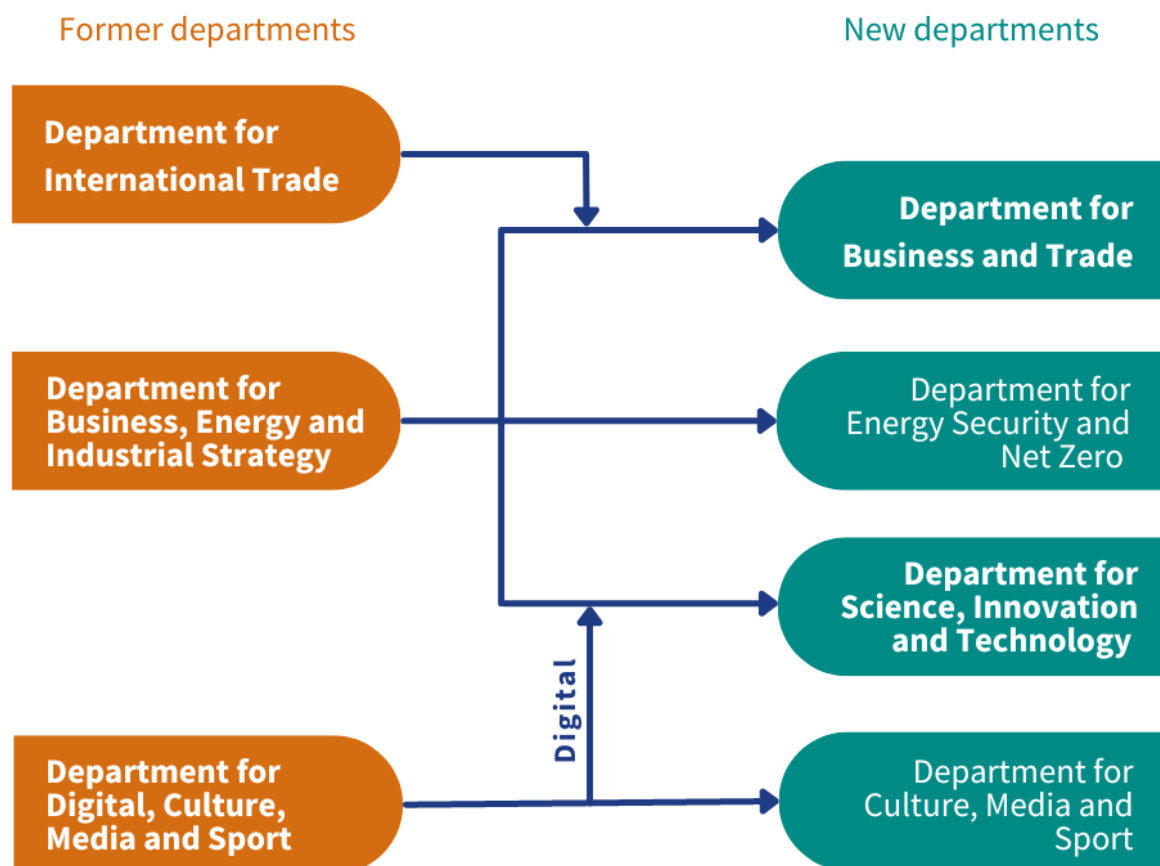 Former departments
New departments
Department for
International Trade
Department for
Business and Trade
Department for
Business, Energy and
Industrial Strategy
Department for
Energy Security and
Net Zero
Department for
Science, Innovation
and Technology
Digital
Department for
Digital, Culture,
Media and Sport
Department for
Culture, Media and
Sport